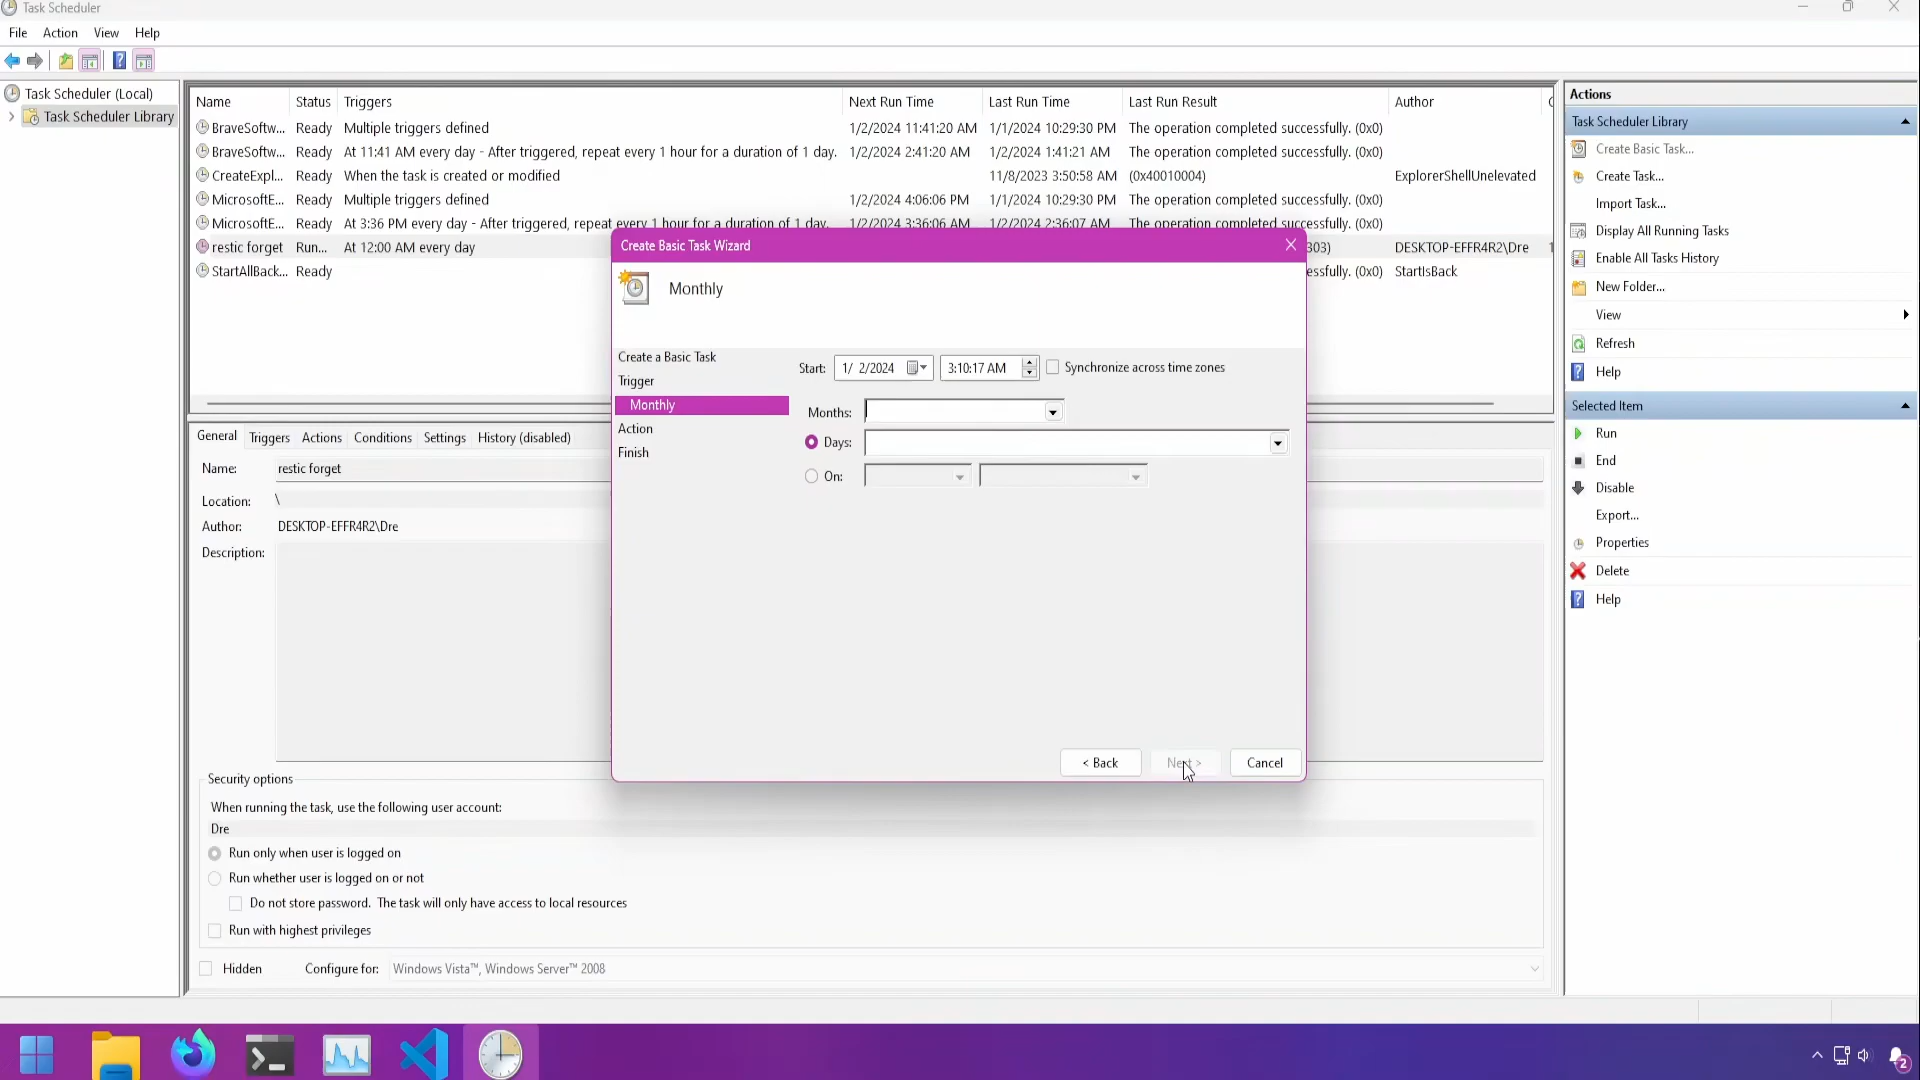 Task Scheduler
File Action View Help
Task Scheduler (Local)
Task Scheduler Library
Name Status Triggers Next Run Time Last Run Time Last Run Result Author
BraveSoftw... Ready Multiple triggers defined 1/2/2024 11:41:20 AM 1/1/2024 10:29:30 PM The operation completed successfully. (0x0)
BraveSoftw... Ready At 11:41 AM every day - After triggered, repeat every 1 hour for a duration of 1 day. 1/2/2024 2:41:20 AM 1/2/2024 1:41:21 AM The operation completed successfully. (0x0)
CreateExpl... Ready When the task is created or modified 11/8/2023 3:50:58 AM (0x40010004) ExplorerShellUnelevated
MicrosoftE... Ready Multiple triggers defined 1/2/2024 4:06:06 PM 1/1/2024 10:29:30 PM The operation completed successfully. (0x0)
MicrosoftE... Ready At 3:36 PM every day - After triggered, repeat every 1 hour for a duration of 1 day. 1/2/2024 3:36:06 AM 1/2/2024 2:36:07 AM The operation completed successfully. (0x0)
restic forget Run... At 12:00 AM every day 303) DESKTOP-EFFR4R2\Dre 1
StartAllBack... Ready essfully. (0x0) StartIsBack
General Triggers Actions Conditions Settings History (disabled)
Name: restic forget
Location: \
Author: DESKTOP-EFFR4R2\Dre
Description:
Security options
When running the task, use the following user account:
Dre
Run only when user is logged on
Run whether user is logged on or not
Do not store password. The task will only have access to local resources
Run with highest privileges
Hidden Configure for: Windows Vista™, Windows Server™ 2008
Create Basic Task Wizard
Monthly
Create a Basic Task
Trigger
Monthly
Action
Finish
Start: 1/ 2/2024 3:10:17 AM Synchronize across time zones
Months:
Days:
On:
< Back Next > Cancel
Actions
Task Scheduler Library
Create Basic Task...
Create Task...
Import Task...
Display All Running Tasks
Enable All Tasks History
New Folder...
View
Refresh
Help
Selected Item
Run
End
Disable
Export...
Properties
Delete
Help
2